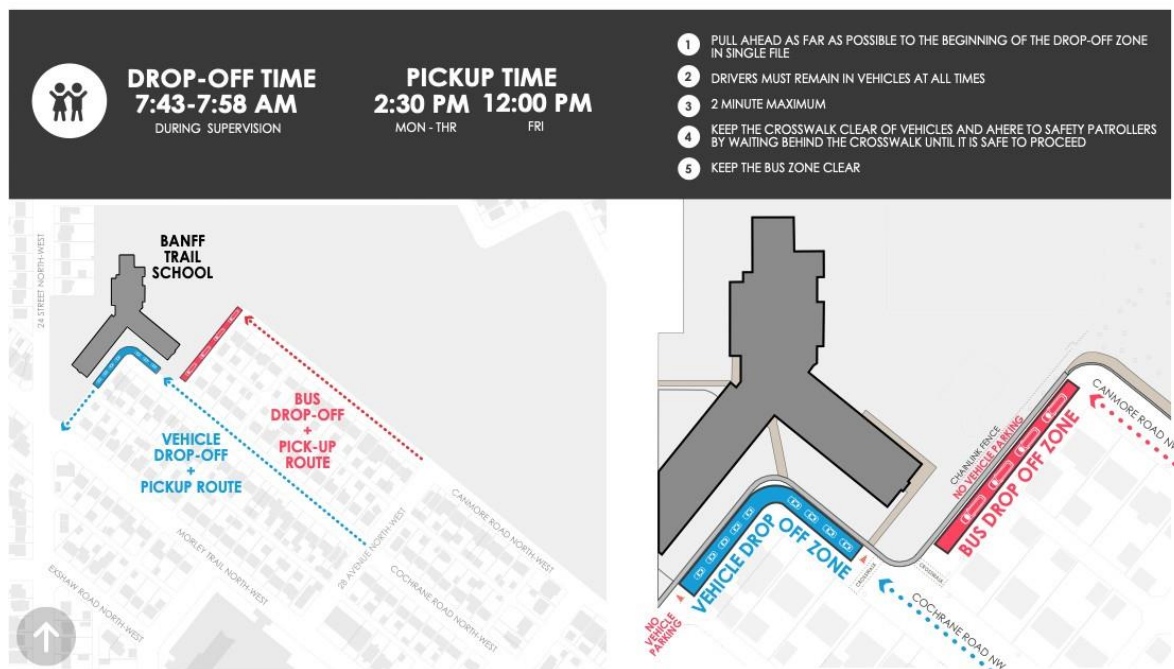 DROP-OFF TIME
7:43-7:58 AM
DURING SUPERVISION
PICKUP TIME
2:30 PM 12:00 PM
MON - THR FRI
1 PULL AHEAD AS FAR AS POSSIBLE TO THE BEGINNING OF THE DROP-OFF ZONE
IN SINGLE FILE
2 DRIVERS MUST REMAIN IN VEHICLES AT ALL TIMES
3 2 MINUTE MAXIMUM
4 KEEP THE CROSSWALK CLEAR OF VEHICLES AND AHERE TO SAFETY PATROLLERS
BY WAITING BEHIND THE CROSSWALK UNTIL IT IS SAFE TO PROCEED
5 KEEP THE BUS ZONE CLEAR
24 STREET NORTH-WEST
BANFF
TRAIL
SCHOOL
BUS
DROP-OFF
+
PICK-UP
ROUTE
VEHICLE
DROP-OFF
+
PICKUP ROUTE
CANMORE ROAD NORTH-WEST
MORLEY TRAIL NORTH-WEST
28 AVENUE NORTH-WEST
COCHRANE ROAD NORTH-WEST
EXSHAW ROAD NORTH-WEST
CANMORE ROAD NW
CHAINLINK FENCE
NO VEHICLE PARKING
BUS DROP OFF ZONE
VEHICLE DROP OFF ZONE
CROSSWALK
CROSSWALK
COCHRANE ROAD NW
NO
VEHICLE
PARKING